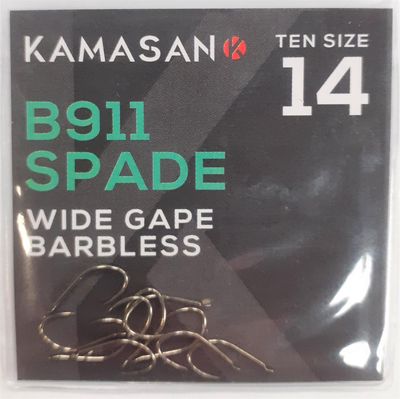 KAMASAN
TEN SIZE
14
B911
SPADE
WIDE GAPE
BARBLESS